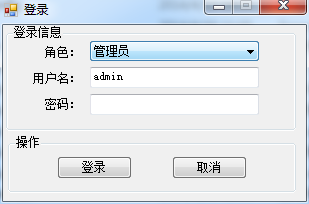 登录
登录信息
角色： 管理员
用户名： admin
密码：
操作
登录 取消